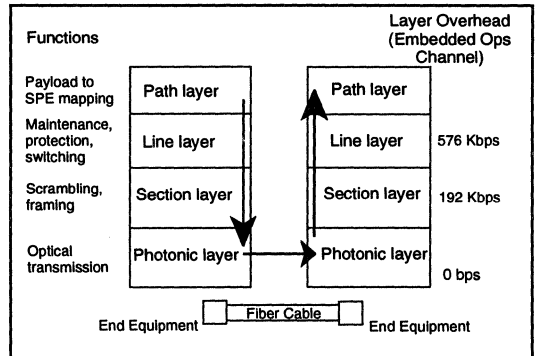 Functions
Layer Overhead
(Embedded Ops
Channel)
Payload to
SPE mapping
Path layer
Path layer
Maintenance,
protection,
switching
Line layer
Line layer
576 Kbps
Scrambling,
framing
Section layer
Section layer
192 Kbps
Optical
transmission
Photonic layer
Photonic layer
0 bps
End Equipment
Fiber Cable
End Equipment